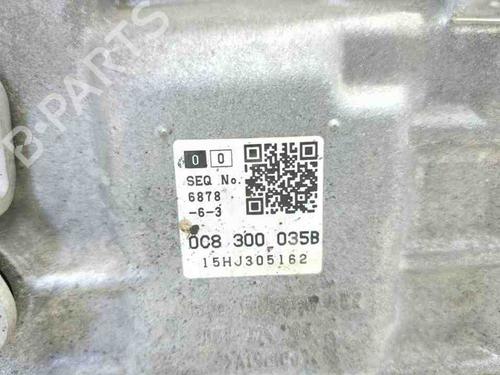 B-PARTS
0 0
SEQ No.
6878
-6-3
0C8 300 035B
15HJ305162